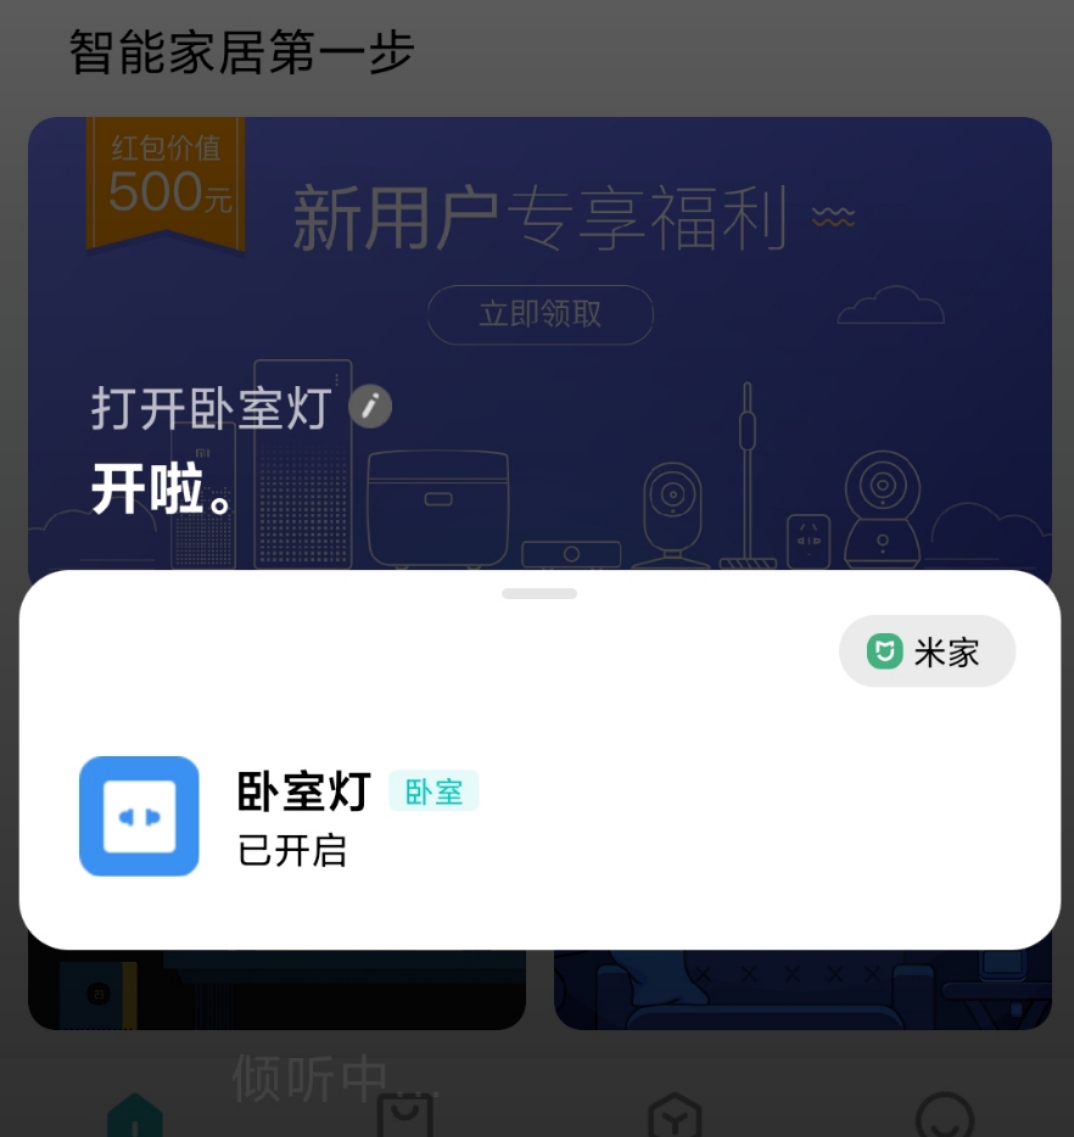 智能家居第一步
红包价值
500元
新用户专享福利
立即领取
打开卧室灯
开啦。
米家
卧室灯 卧室
已开启
倾听中...